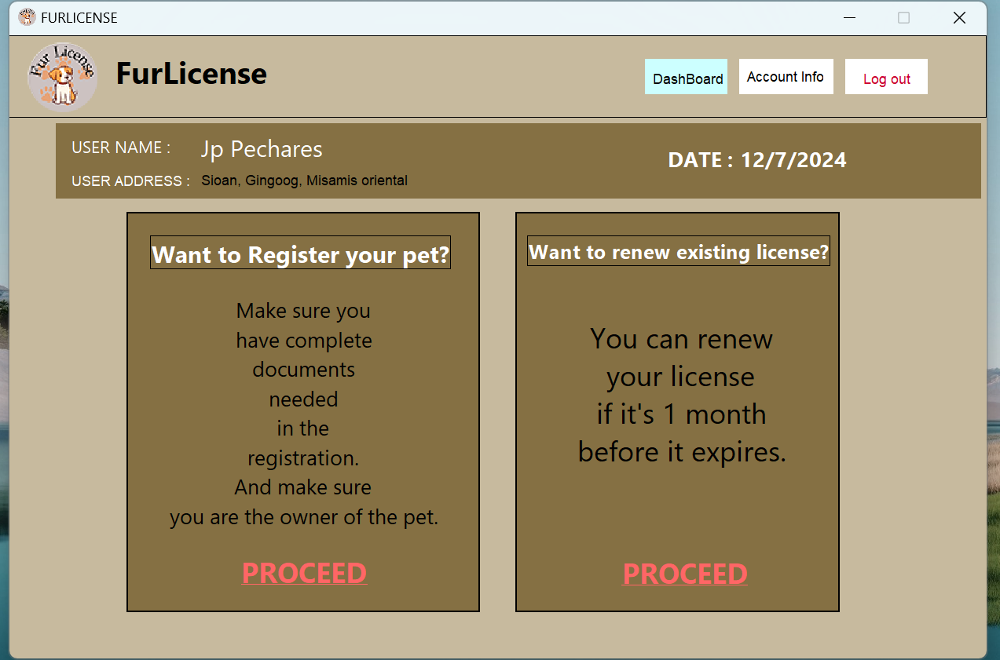 FURLICENSE
Fur License
FurLicense
DashBoard
Account Info
Log out
USER NAME : Jp Pechares
USER ADDRESS : Sioan, Gingoog, Misamis oriental
DATE : 12/7/2024
Want to Register your pet?
Make sure you
have complete
documents
needed
in the
registration.
And make sure
you are the owner of the pet.
PROCEED
Want to renew existing license?
You can renew
your license
if it's 1 month
before it expires.
PROCEED